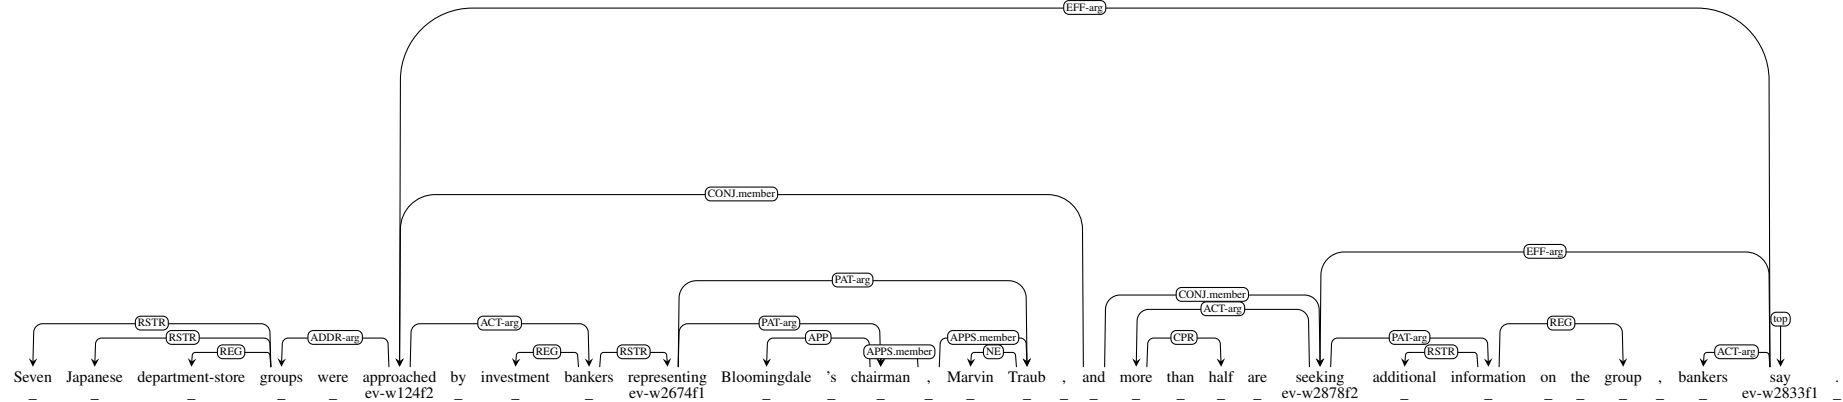 EFF-arg
CONJ.member
EFF-arg
PAT-arg
CONJ.member
ACT-arg
RSTR ACT-arg PAT-arg REG
top
RSTR ADDR-arg APP APPS.member CPR PAT-arg
REG REG RSTR APPS.member NE RSTR ACT-arg
Seven Japanese department-store groups were approached by investment bankers representing Bloomingdale 's chairman , Marvin Traub , and more than half are seeking additional information on the group , bankers say .
_ _ _ _ _ ev-w124f2 _ _ _ ev-w2674f1 _ _ _ _ _ _ _ _ _ _ _ _ ev-w2878f2 _ _ _ _ _ _ _ ev-w2833f1 _